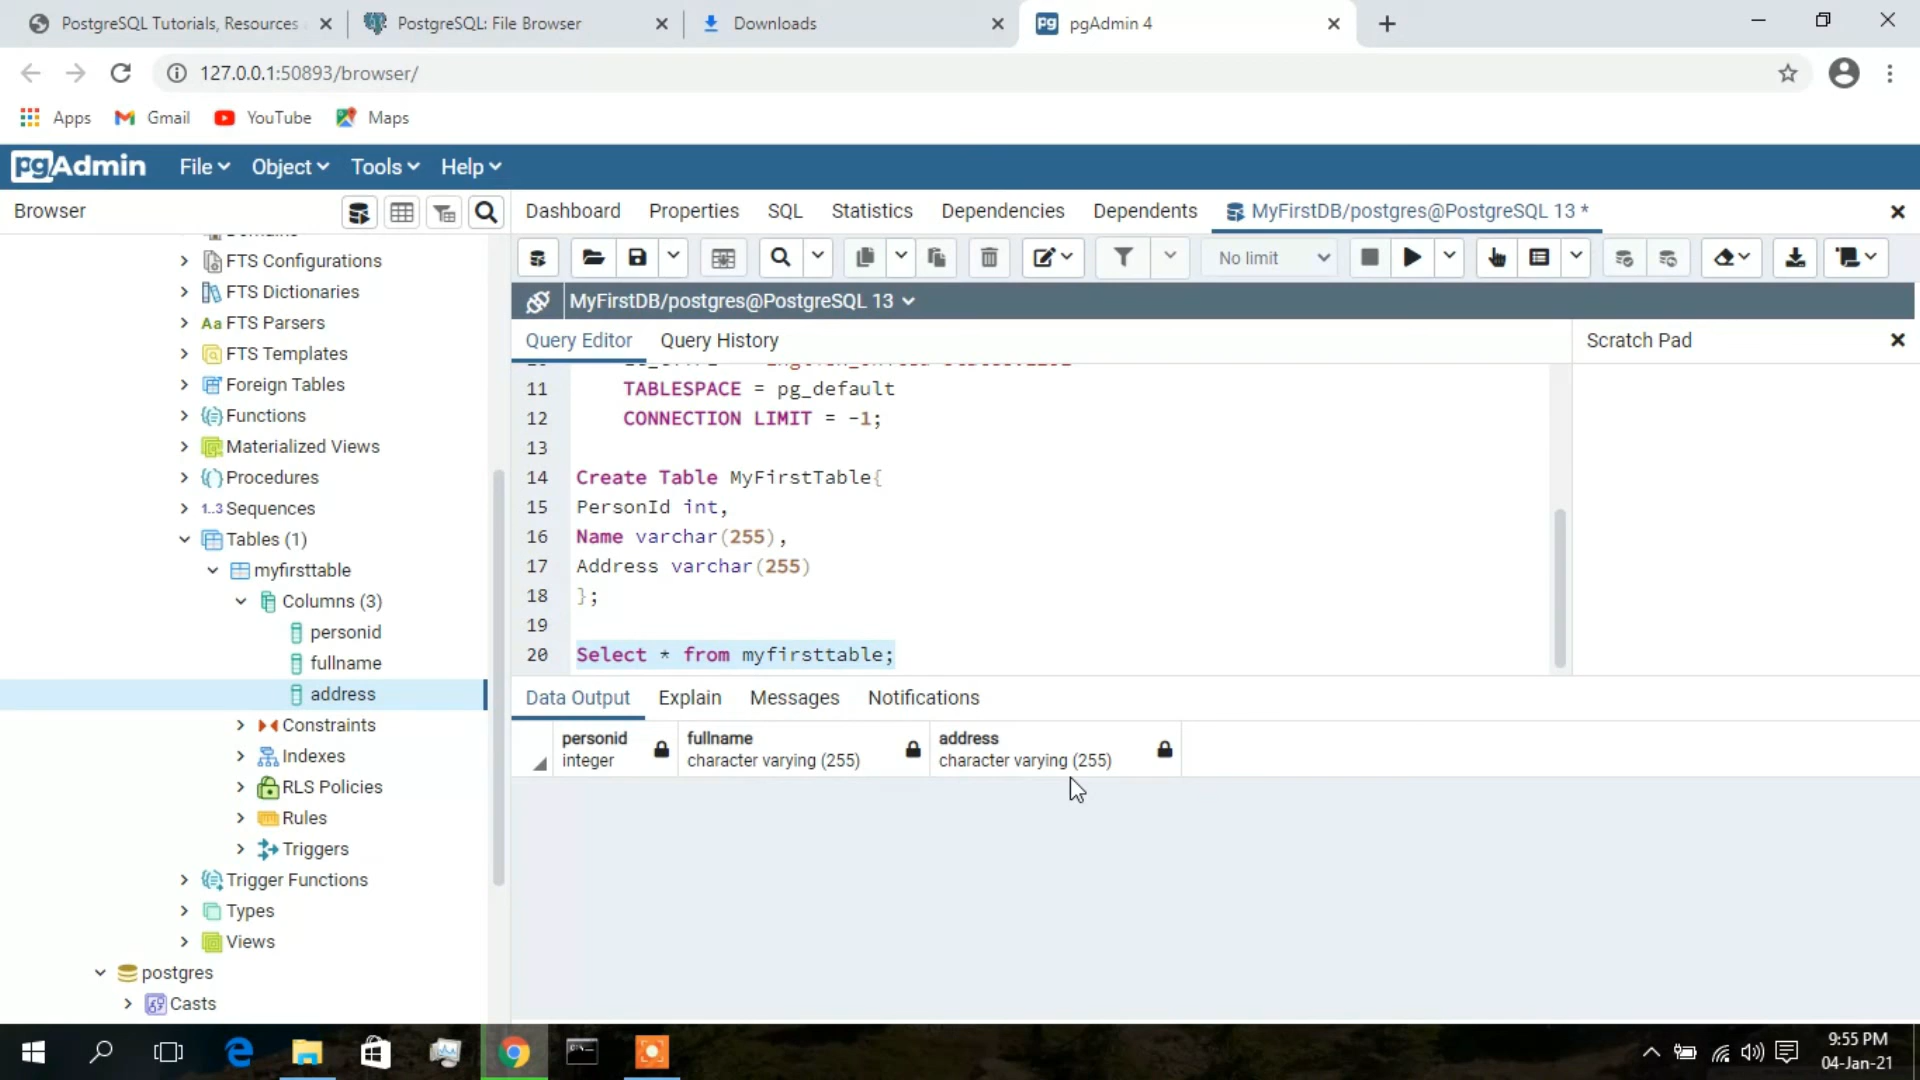 PostgreSQL Tutorials, Resources
PostgreSQL: File Browser
Downloads
pgAdmin 4
127.0.0.1:50893/browser/
Apps
Gmail
YouTube
Maps
pgAdmin
File
Object
Tools
Help
Browser
Dashboard
Properties
SQL
Statistics
Dependencies
Dependents
MyFirstDB/postgres@PostgreSQL 13 *
No limit
MyFirstDB/postgres@PostgreSQL 13
Query Editor
Query History
Scratch Pad
FTS Configurations
FTS Dictionaries
Aa FTS Parsers
FTS Templates
Foreign Tables
Functions
Materialized Views
Procedures
1..3 Sequences
Tables (1)
myfirsttable
Columns (3)
personid
fullname
address
Constraints
Indexes
RLS Policies
Rules
Triggers
Trigger Functions
Types
Views
postgres
Casts
11 TABLESPACE = pg_default
12 CONNECTION LIMIT = -1;
13
14 Create Table MyFirstTable{
15 PersonId int,
16 Name varchar(255),
17 Address varchar(255)
18 };
19
20 Select * from myfirsttable;
Data Output
Explain
Messages
Notifications
personid
integer
fullname
character varying (255)
address
character varying (255)
9:55 PM
04-Jan-21